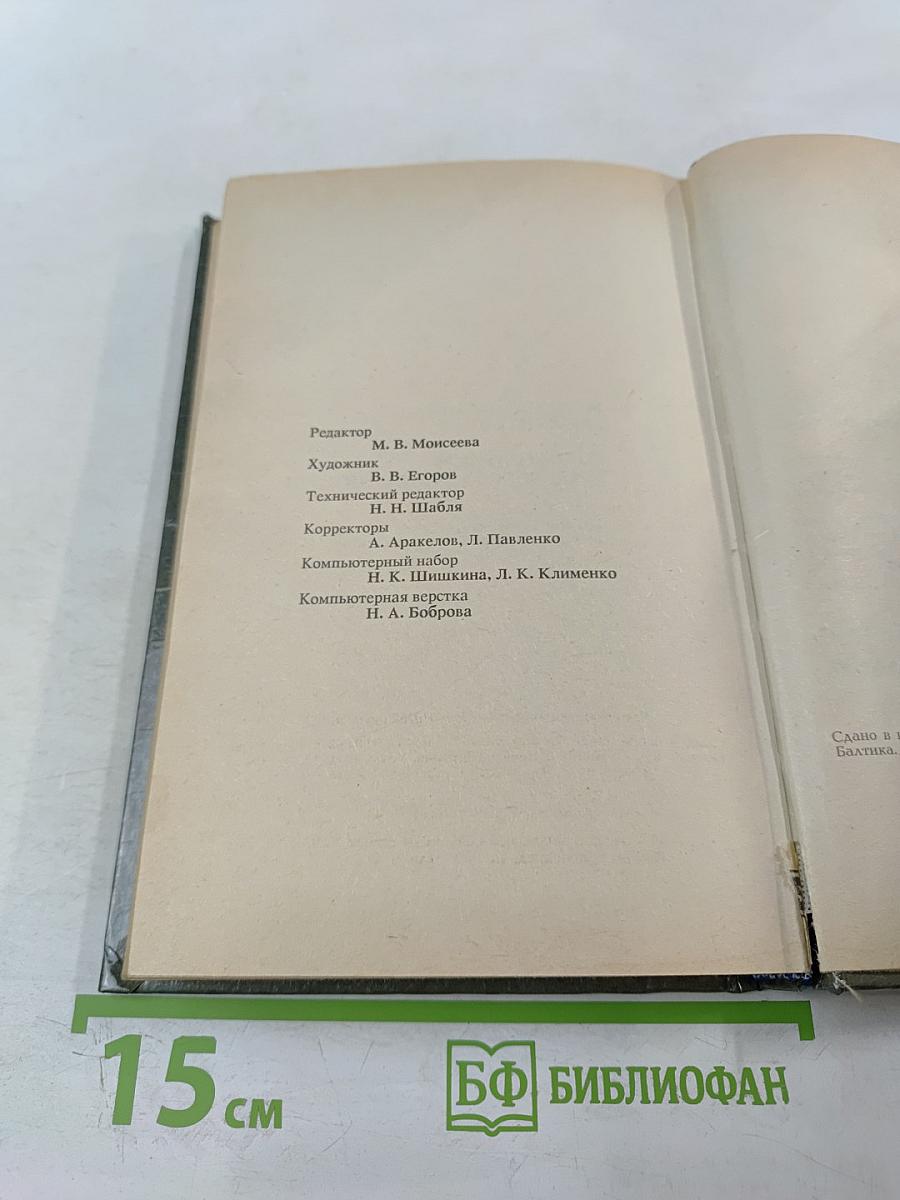 Редактор
М. В. Моисеева
Художник
В. В. Егоров
Технический редактор
Н. Н. Шабля
Корректоры
А. Аракелов, Л. Павленко
Компьютерный набор
Н. К. Шишкина, Л. К. Клименко
Компьютерная верстка
Н. А. Боброва
Сдано в
Балтика.
15 см
БФ БИБЛИОФАН